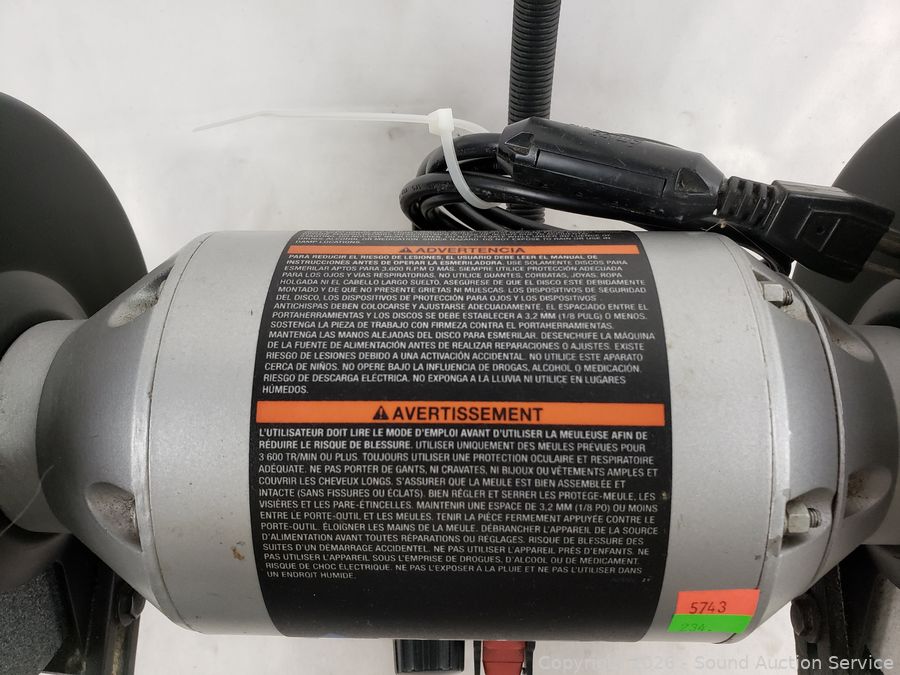 DAMP LOCATIONS.
ADVERTENCIA
PARA REDUCIR EL RIESGO DE LESIONES, EL USUARIO DEBE LEER EL MANUAL DE
INSTRUCCIONES ANTES DE OPERAR LA ESMERILADORA. USE SOLAMENTE DISCOS PARA
ESMERILAR APTOS PARA 3.600 R.P.M O MÁS. SIEMPRE UTILICE PROTECCIÓN ADECUADA
PARA LOS OJOS Y VÍAS RESPIRATORIAS. NO UTILICE GUANTES, CORBATAS, JOYAS, ROPA
HOLGADA NI EL CABELLO LARGO SUELTO. ASEGÚRESE DE QUE EL DISCO ESTE DEBIDAMENTE
MONTADO Y DE QUE NO PRESENTE GRIETAS NI MUESCAS. LOS DISPOSITIVOS DE SEGURIDAD
DEL DISCO, LOS DISPOSITIVOS DE PROTECCIÓN PARA OJOS Y LOS DISPOSITIVOS
ANTICHISPAS DEBEN COLOCARSE Y AJUSTARSE ADECUADAMENTE. EL ESPACIADO ENTRE EL
PORTAHERRAMIENTAS Y LOS DISCOS SE DEBE ESTABLECER A 3,2 MM (1/8 PULG) O MENOS.
SOSTENGA LA PIEZA DE TRABAJO CON FIRMEZA CONTRA EL PORTAHERRAMIENTAS.
MANTENGA LAS MANOS ALEJADAS DEL DISCO PARA ESMERILAR. DESENCHUFE LA MÁQUINA
DE LA FUENTE DE ALIMENTACIÓN ANTES DE REALIZAR REPARACIONES O AJUSTES. EXISTE
RIESGO DE LESIONES DEBIDO A UNA ACTIVACIÓN ACCIDENTAL. NO UTILICE ESTE APARATO
CERCA DE NIÑOS. NO OPERE BAJO LA INFLUENCIA DE DROGAS, ALCOHOL O MEDICACIÓN.
RIESGO DE DESCARGA ELÉCTRICA. NO EXPONGA A LA LLUVIA NI UTILICE EN LUGARES
HÚMEDOS.
AVERTISSEMENT
L'UTILISATEUR DOIT LIRE LE MODE D'EMPLOI AVANT D'UTILISER LA MEULEUSE AFIN DE
RÉDUIRE LE RISQUE DE BLESSURE. UTILISER UNIQUEMENT DES MEULES PREVUES POUR
3 600 TR/MIN OU PLUS. TOUJOURS UTILISER UNE PROTECTION OCULAIRE ET RESPIRATOIRE
ADÉQUATE. NE PAS PORTER DE GANTS, NI CRAVATES, NI BIJOUX OU VÊTEMENTS AMPLES ET
COUVRIR LES CHEVEUX LONGS. S'ASSURER QUE LA MEULE EST BIEN ASSEMBLÉE ET
INTACTE (SANS FISSURES OU ÉCLATS). BIEN RÉGLER ET SERRER LES PROTEGE-MEULE, LES
VISIÈRES ET LES PARE-ÉTINCELLES. MAINTENIR UNE ESPACE DE 3,2 MM (1/8 PO) OU MOINS
ENTRE LE PORTE-OUTIL ET LES MEULES. TENIR LA PIÈCE FERMEMENT APPUYÉE CONTRE LE
PORTE-OUTIL. ÉLOIGNER LES MAINS DE LA MEULE. DÉBRANCHER L'APPAREIL DE LA SOURCE
D'ALIMENTATION AVANT TOUTES RÉPARATIONS OU RÉGLAGES. RISQUE DE BLESSURE DES
SUITES D'UN DÉMARRAGE ACCIDENTEL. NE PAS UTILISER L'APPAREIL PRÈS D'ENFANTS. NE
PAS UTILISER L'APPAREIL SOUS L'EMPRISE DE DROGUES, D'ALCOOL OU DE MEDICAMENT.
RISQUE DE CHOC ÉLECTRIQUE. NE PAS L'EXPOSER A LA PLUIE ET NE PAS L'UTILISER DANS
UN ENDROIT HUMIDE.
5743
234.
Copyright 2026 - Sound Auction Service